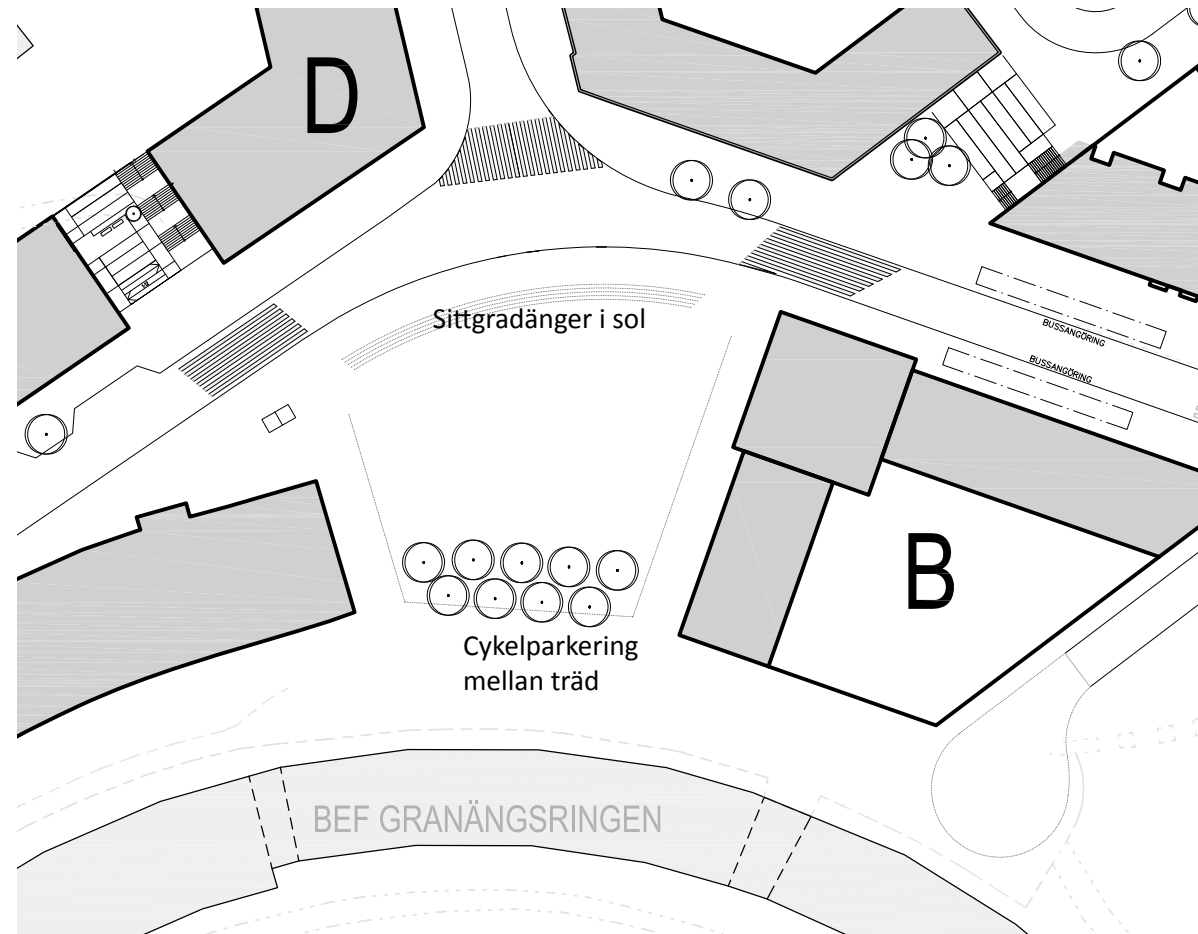 D
Sittgradänger i sol
BUSSANGÖRING
BUSSANGÖRING
B
Cykelparkering
mellan träd
BEF GRANÄNGSRINGEN